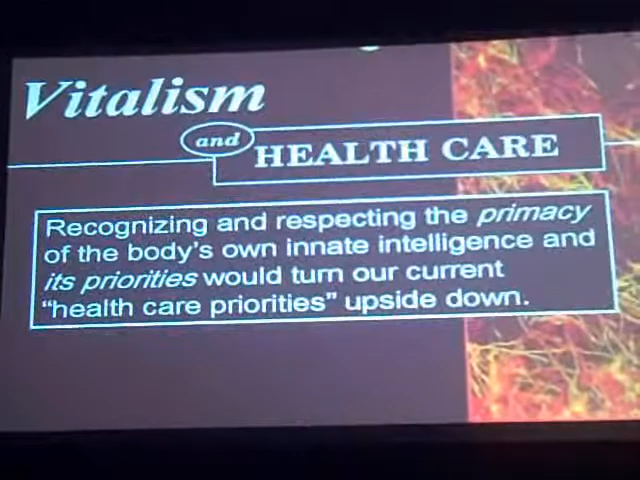 Vitalism
and
HEALTH CARE
Recognizing and respecting the primacy
of the body's own innate intelligence and
its priorities would turn our current
“health care priorities” upside down.